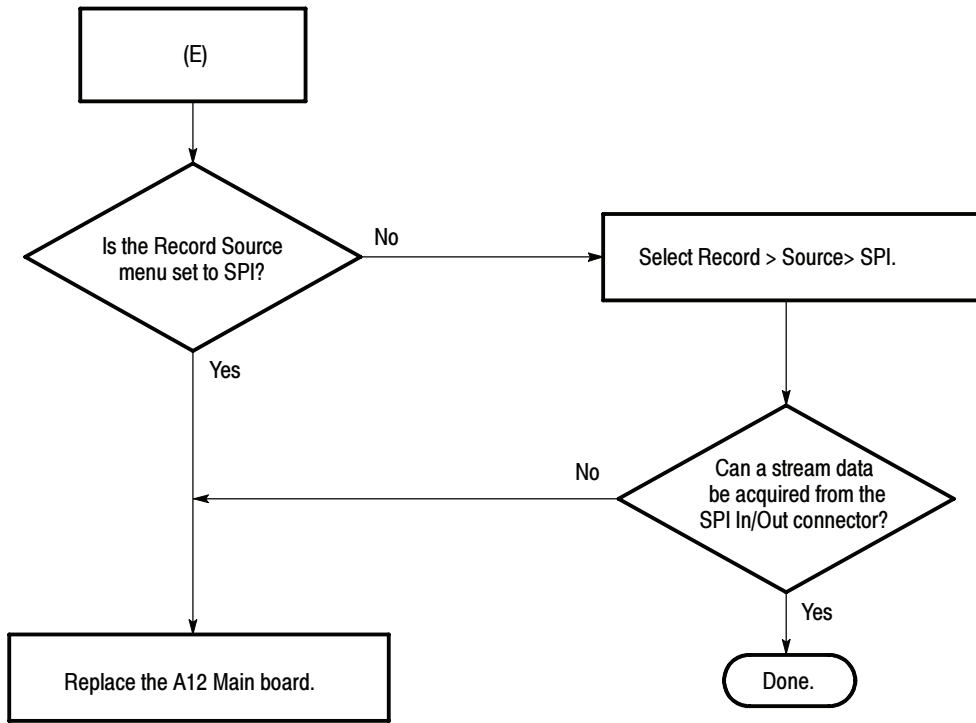 (E)
Is the Record Source
menu set to SPI?
No
Select Record > Source> SPI.
Yes
No
Can a stream data
be acquired from the
SPI In/Out connector?
Yes
Replace the A12 Main board.
Done.